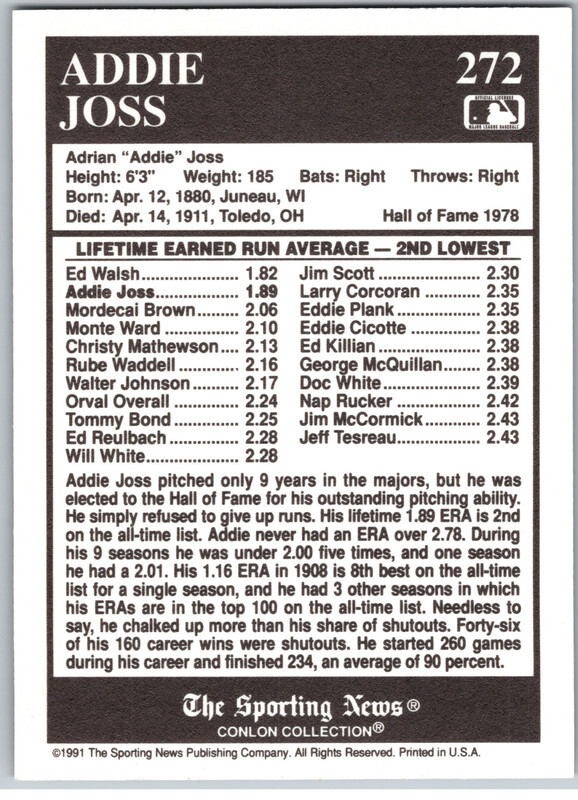 ADDIE
JOSS
272
OFFICIAL LICENSEE
MAJOR LEAGUE BASEBALL
Adrian "Addie" Joss
Height: 6'3" Weight: 185 Bats: Right Throws: Right
Born: Apr. 12, 1880, Juneau, WI
Died: Apr. 14, 1911, Toledo, OH Hall of Fame 1978
LIFETIME EARNED RUN AVERAGE — 2ND LOWEST
Ed Walsh........................ 1.82
Addie Joss..................... 1.89
Mordecai Brown........... 2.06
Monte Ward .................. 2.10
Christy Mathewson.... 2.13
Rube Waddell ............... 2.16
Walter Johnson............ 2.17
Orval Overall ................ 2.24
Tommy Bond ................ 2.25
Ed Reulbach ................. 2.28
Will White...................... 2.28
Jim Scott ....................... 2.30
Larry Corcoran ............ 2.35
Eddie Plank................... 2.35
Eddie Cicotte ................ 2.38
Ed Killian ....................... 2.38
George McQuillan........ 2.38
Doc White...................... 2.39
Nap Rucker ................... 2.42
Jim McCormick............. 2.43
Jeff Tesreau.................. 2.43
Addie Joss pitched only 9 years in the majors, but he was
elected to the Hall of Fame for his outstanding pitching ability.
He simply refused to give up runs. His lifetime 1.89 ERA is 2nd
on the all-time list. Addie never had an ERA over 2.78. During
his 9 seasons he was under 2.00 five times, and one season
he had a 2.01. His 1.16 ERA in 1908 is 8th best on the all-time
list for a single season, and he had 3 other seasons in which
his ERAs are in the top 100 on the all-time list. Needless to
say, he chalked up more than his share of shutouts. Forty-six
of his 160 career wins were shutouts. He started 260 games
during his career and finished 234, an average of 90 percent.
The Sporting News®
CONLON COLLECTION®
©1991 The Sporting News Publishing Company. All Rights Reserved. Printed in U.S.A.